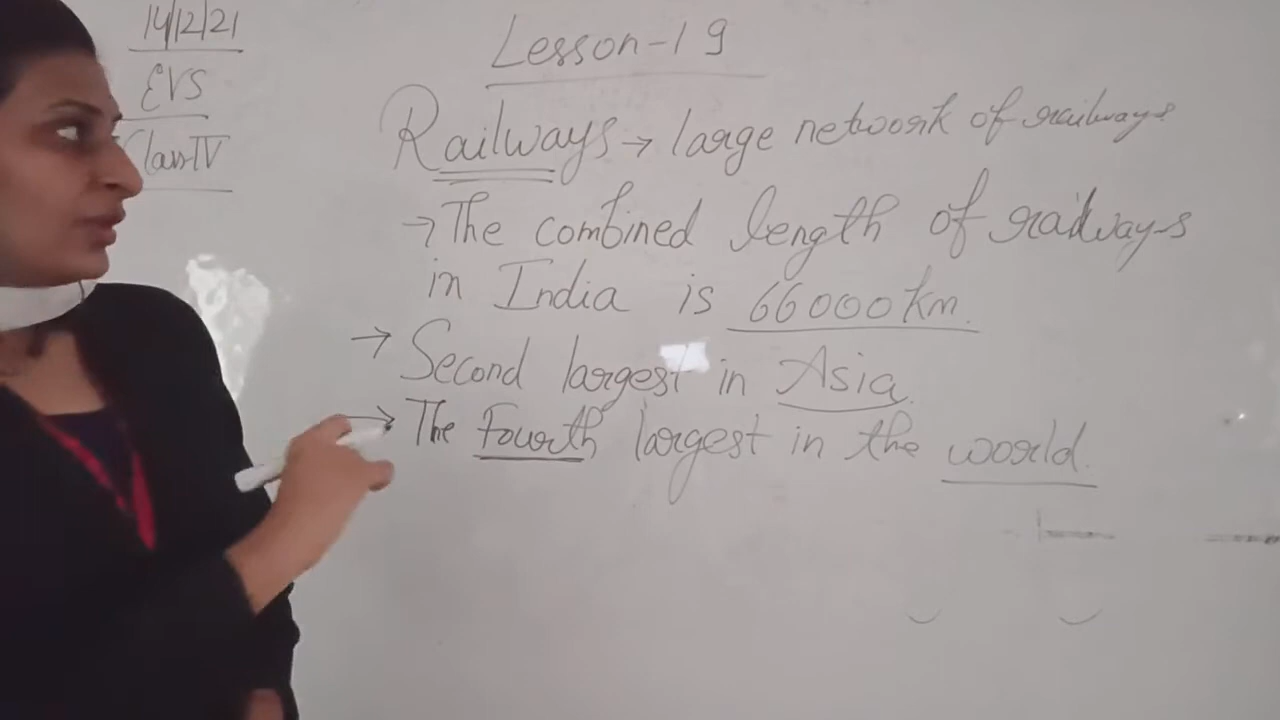 14/12/21
EVS
Class IV
Lesson-19
Railways → large network of railways
→ The combined length of railways
in India is 66000 km.
→ Second largest in Asia.
→ The Fourth largest in the world.